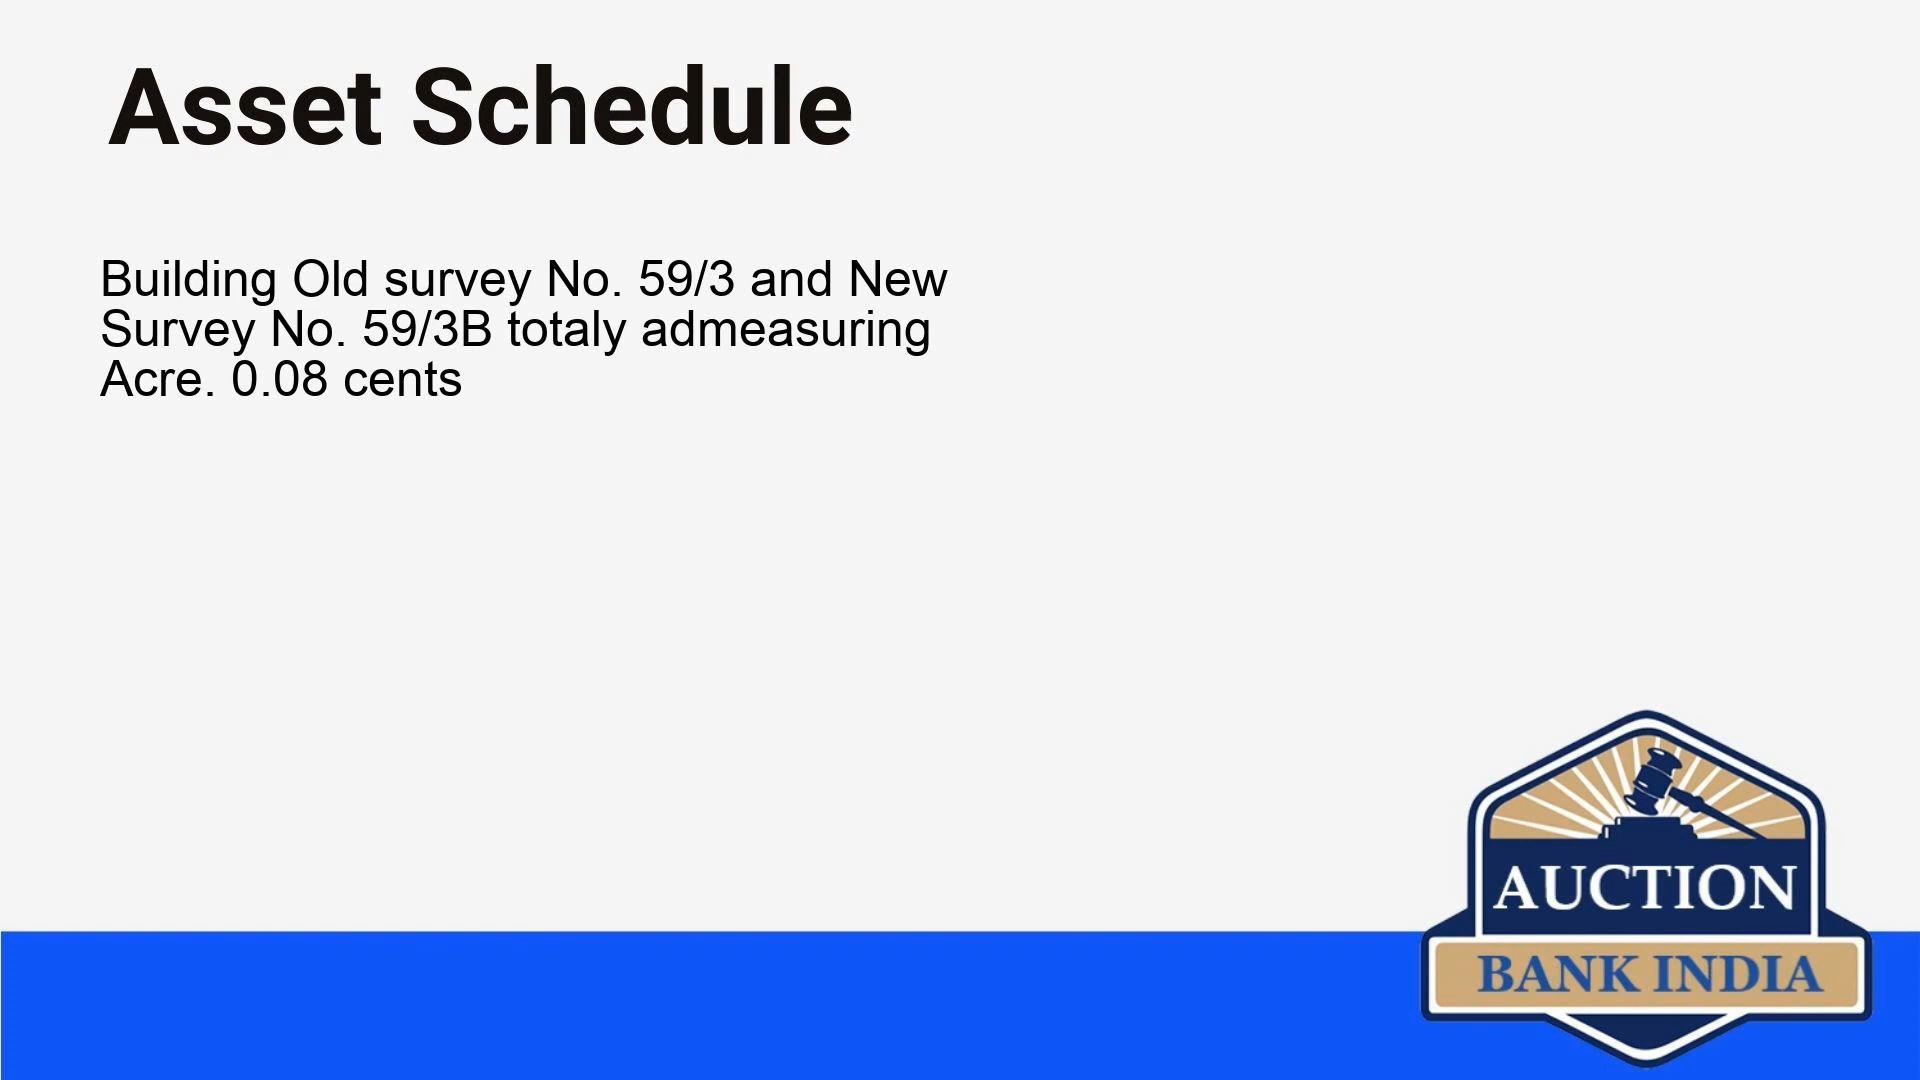 Asset Schedule
Building Old survey No. 59/3 and New
Survey No. 59/3B totaly admeasuring
Acre. 0.08 cents
AUCTION
BANK INDIA